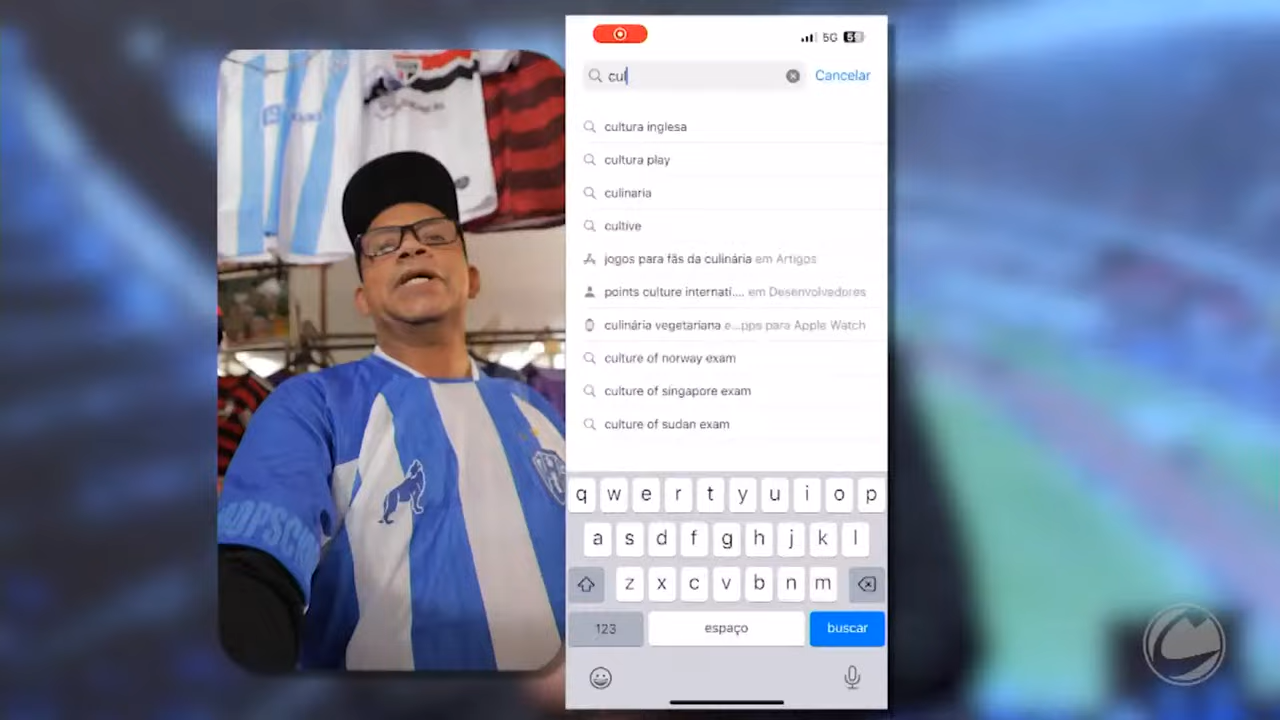 5G
cul
Cancelar
cultura inglesa
cultura play
culinaria
cultive
jogos para fãs da culinária em Artigos
points culture internati.... em Desenvolvedores
culinária vegetariana e...pps para Apple Watch
culture of norway exam
culture of singapore exam
culture of sudan exam
q w e r t y u i o p
a s d f g h j k l
z x c v b n m
123 espaço buscar